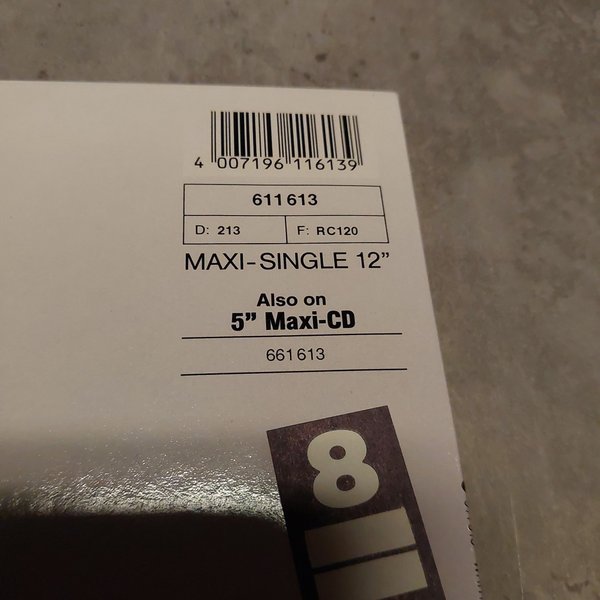 4 007196 116139
611 613
D: 213 F: RC120
MAXI-SINGLE 12”
Also on
5” Maxi-CD
661 613
8